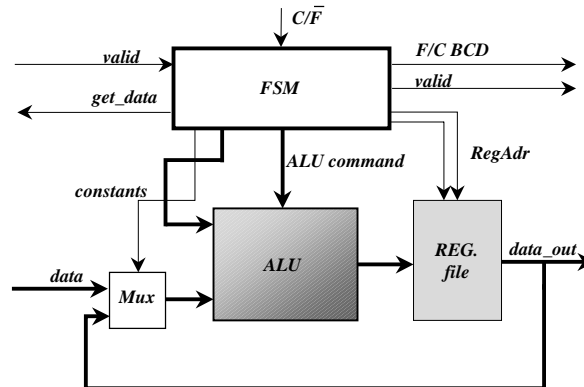 C/F̅
valid
F/C BCD
FSM
valid
get_data
ALU command
RegAdr
constants
ALU
REG.
file
data_out
data
Mux